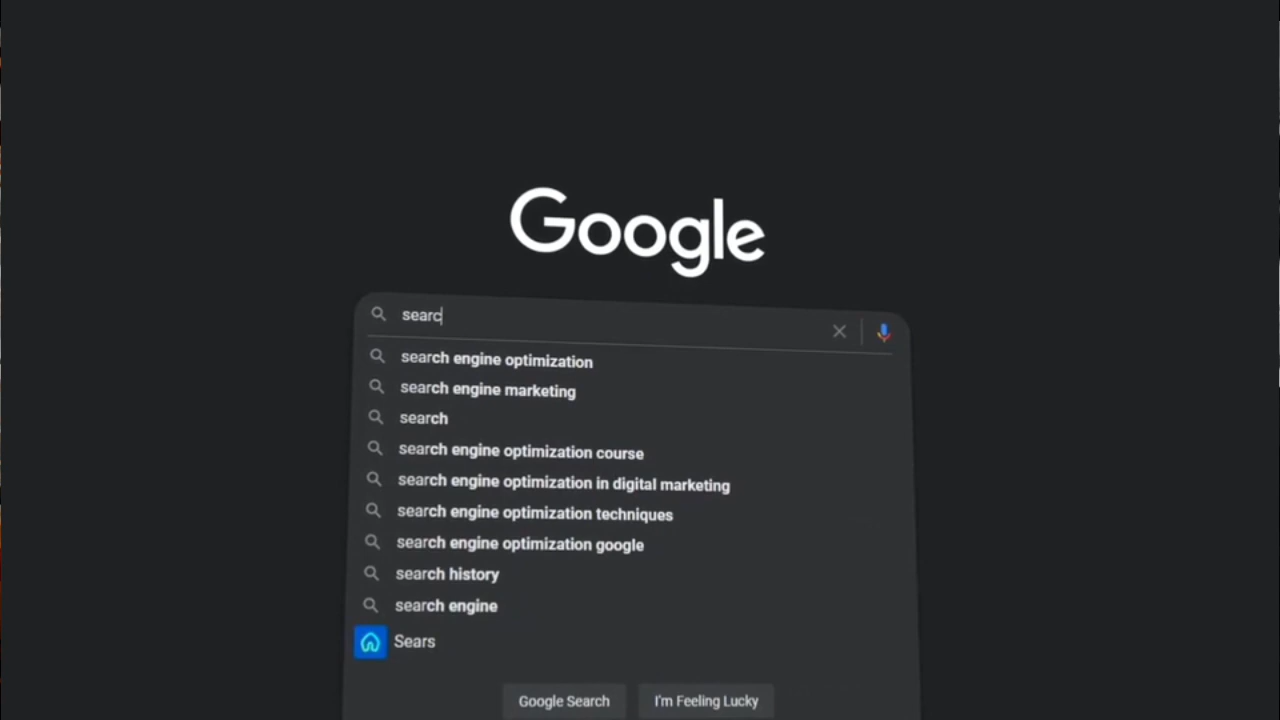 Google
searc
search engine optimization
search engine marketing
search
search engine optimization course
search engine optimization in digital marketing
search engine optimization techniques
search engine optimization google
search history
search engine
Sears
Google Search
I'm Feeling Lucky